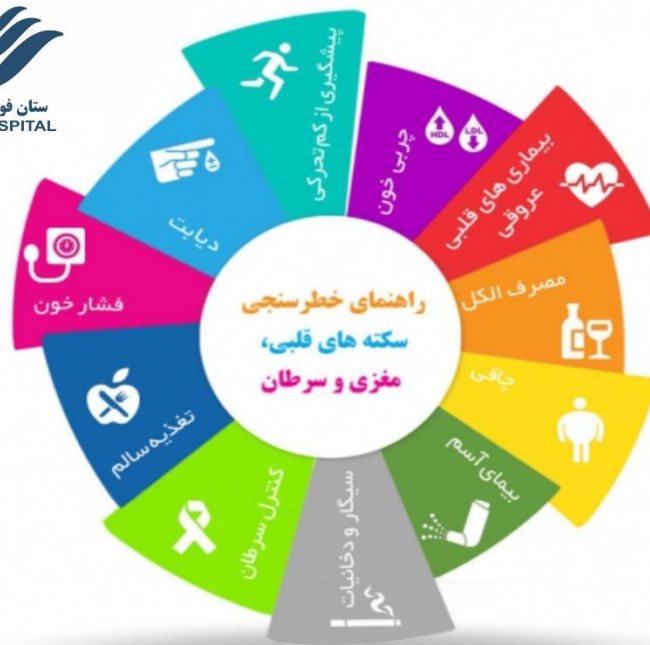 ستان فو
SPITAL
پیشگیری از کم تحرکی
چربی خون
HDL
LDL
بیماری های قلبی
عروقی
مصرف الکل
چاقی
بیمای آسم
سیگار و دخانیات
کنترل سرطان
تغذیه سالم
فشار خون
دیابت
راهنمای خطرسنجی
سکته های قلبی،
مغزی و سرطان